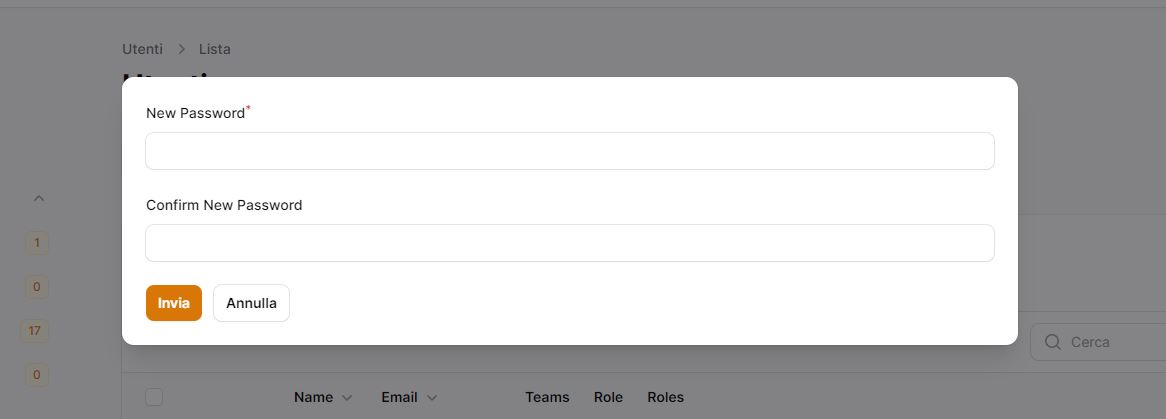 Utenti > Lista
New Password*
Confirm New Password
Invia Annulla
1
0
17
0
Cerca
Name Email Teams Role Roles